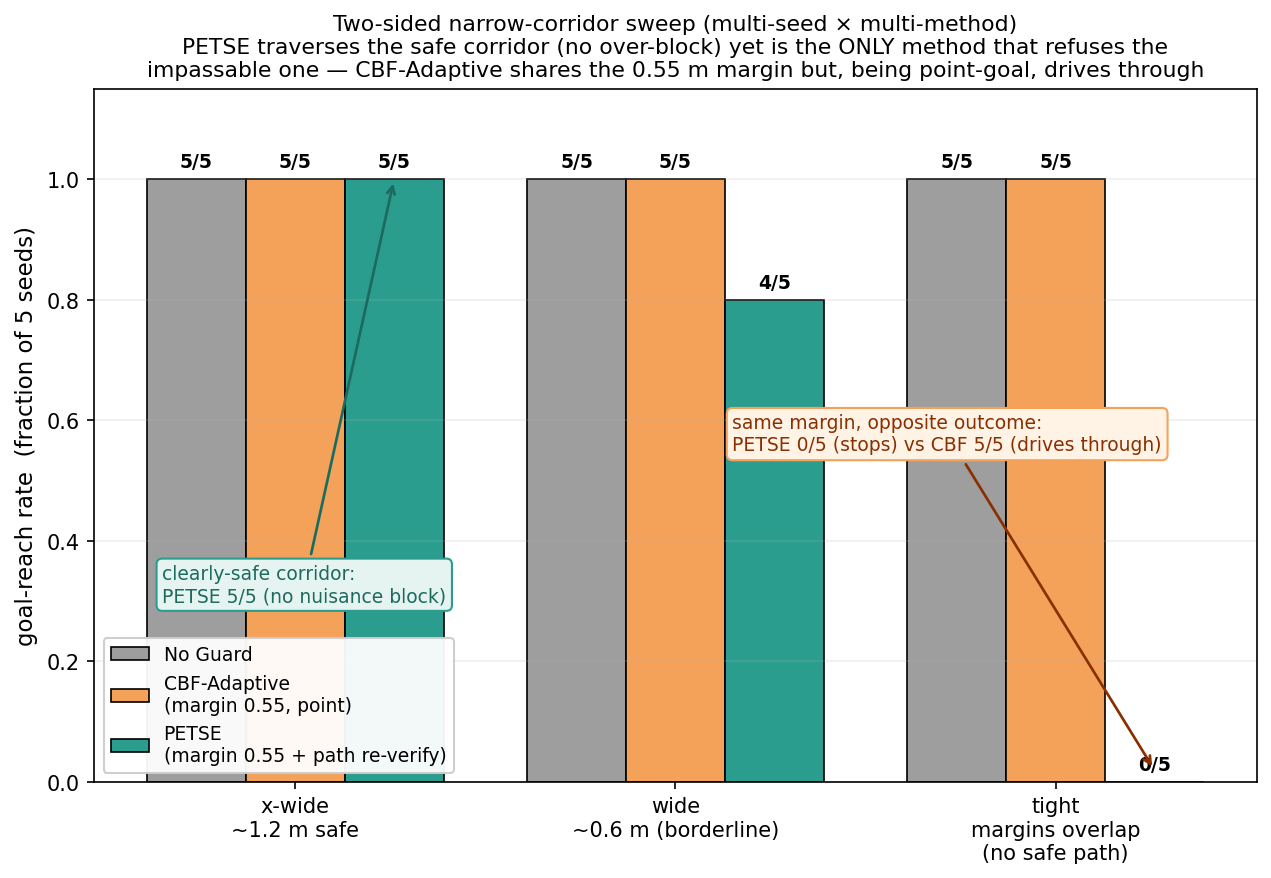 Two-sided narrow-corridor sweep (multi-seed × multi-method)
PETSE traverses the safe corridor (no over-block) yet is the ONLY method that refuses the
impassable one — CBF-Adaptive shares the 0.55 m margin but, being point-goal, drives through
goal-reach rate  (fraction of 5 seeds)
1.0
0.8
0.6
0.4
0.2
0.0
5/5
5/5
5/5
5/5
5/5
4/5
5/5
5/5
0/5
same margin, opposite outcome:
PETSE 0/5 (stops) vs CBF 5/5 (drives through)
clearly-safe corridor:
PETSE 5/5 (no nuisance block)
No Guard
CBF-Adaptive
(margin 0.55, point)
PETSE
(margin 0.55 + path re-verify)
x-wide
~1.2 m safe
wide
~0.6 m (borderline)
tight
margins overlap
(no safe path)